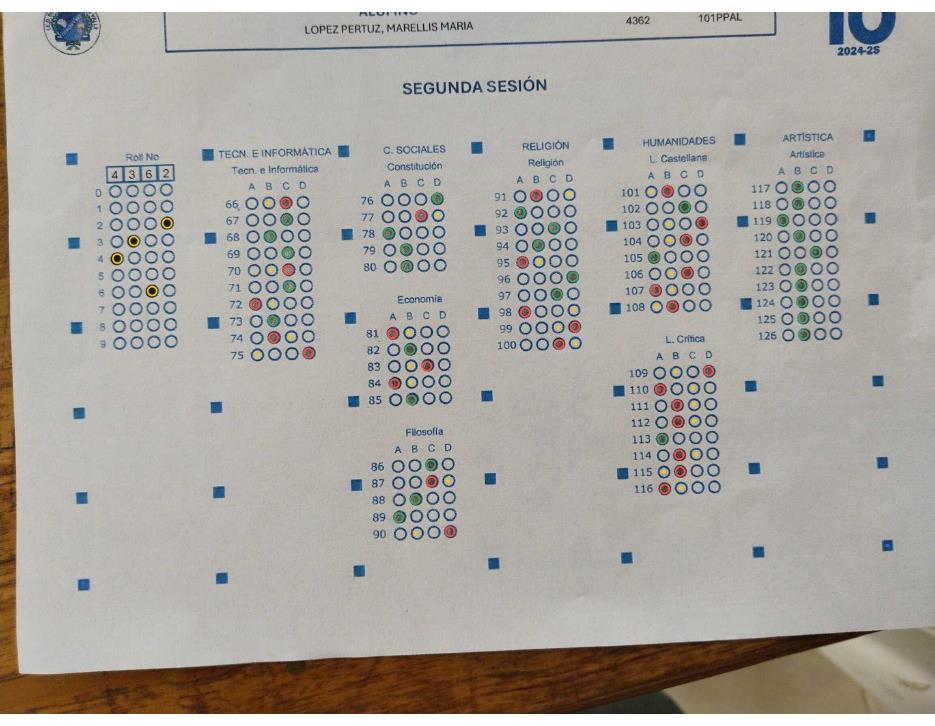 ALUMNO
LOPEZ PERTUZ, MARELLIS MARIA
4362
101PPAL
10
2024-2S
SEGUNDA SESIÓN
Roll No
4 3 6 2
0
1
2
3
4
5
6
7
8
9
TECN. E INFORMÁTICA
Tecn. e Informática
A B C D
66
67
68
69
70
71
72
73
74
75
C. SOCIALES
Constitución
A B C D
76
77
78
79
80
Economía
A B C D
81
82
83
84
85
Filosofía
A B C D
86
87
88
89
90
RELIGIÓN
Religión
A B C D
91
92
93
94
95
96
97
98
99
100
HUMANIDADES
L. Castellana
A B C D
101
102
103
104
105
106
107
108
L. Crítica
A B C D
109
110
111
112
113
114
115
116
ARTÍSTICA
Artística
A B C D
117
118
119
120
121
122
123
124
125
126